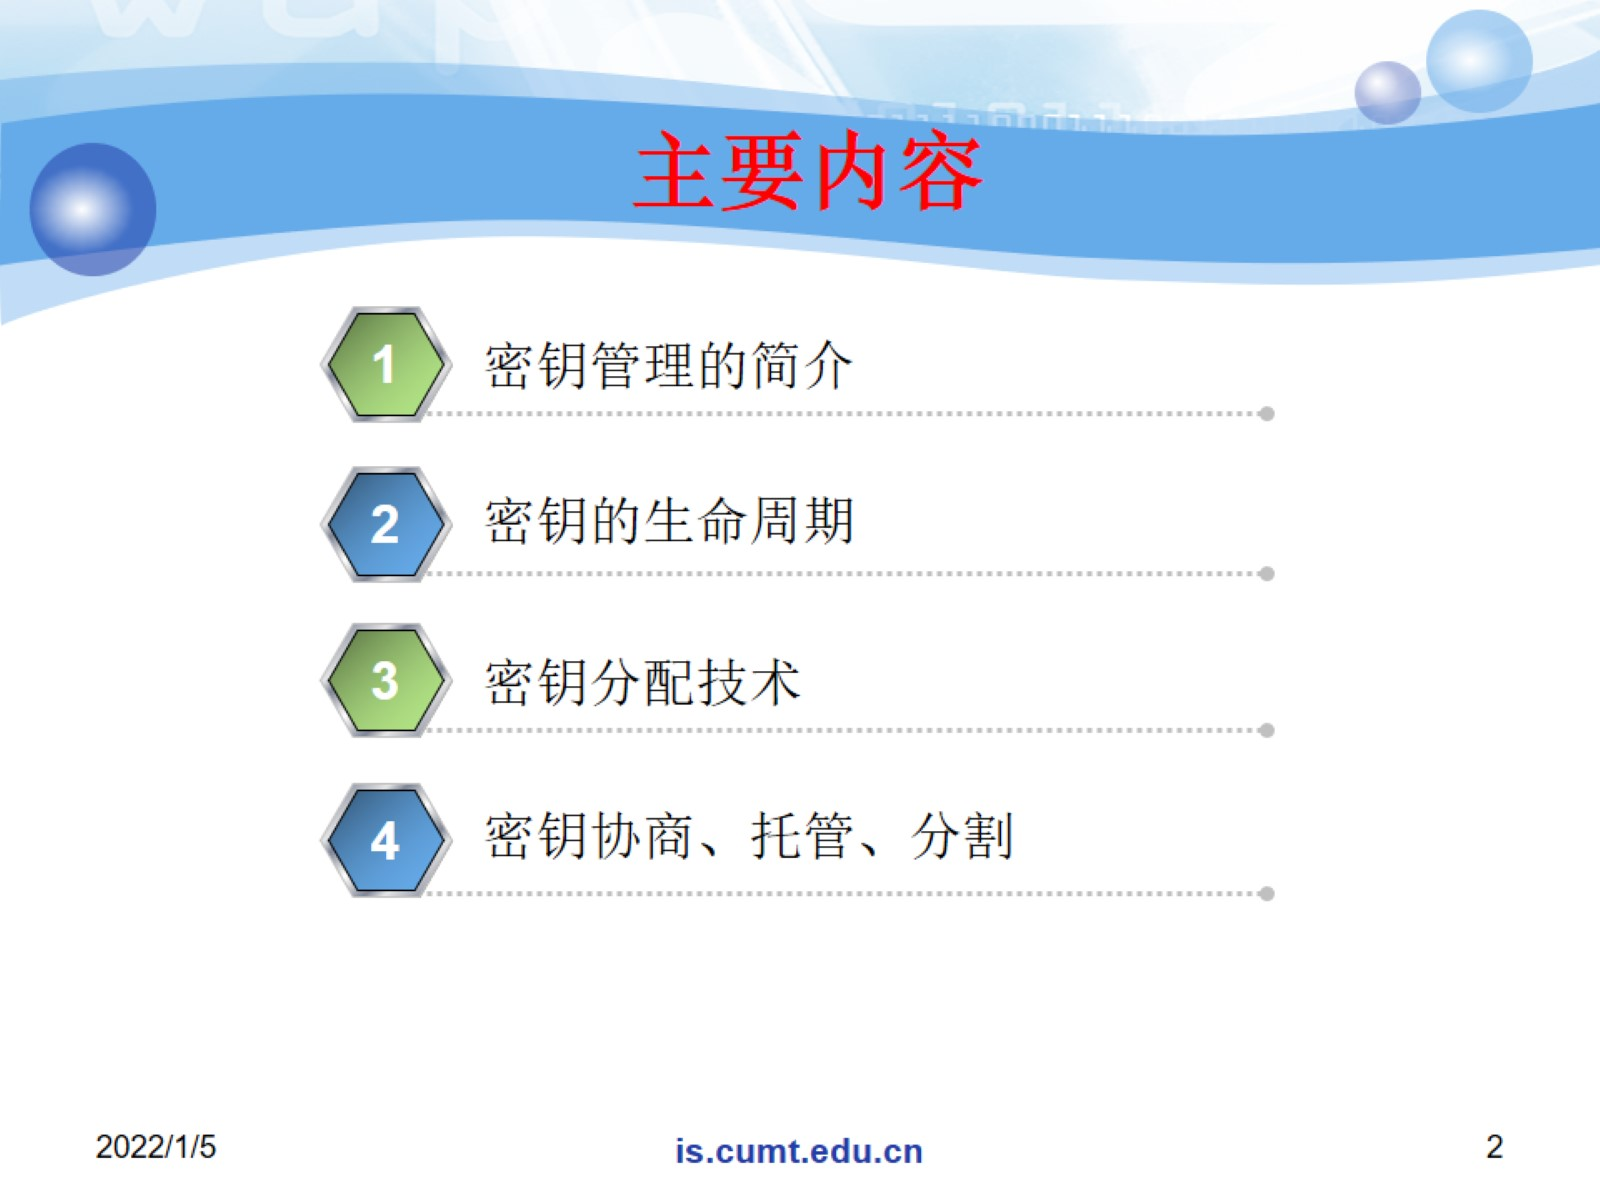 主要内容
1 密钥管理的简介
2 密钥的生命周期
3 密钥分配技术
4 密钥协商、托管、分割
2022/1/5 is.cumt.edu.cn 2